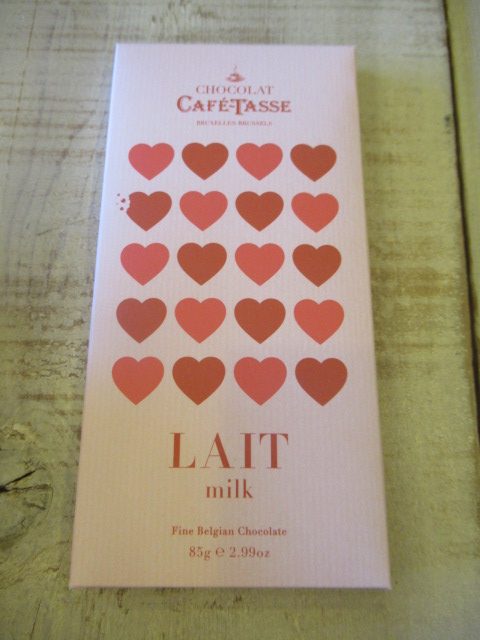 CHOCOLAT
CAFÉ-TASSE
BRUXELLES-BRUSSELS
LAIT
milk
Fine Belgian Chocolate
85g ℮ 2.99oz